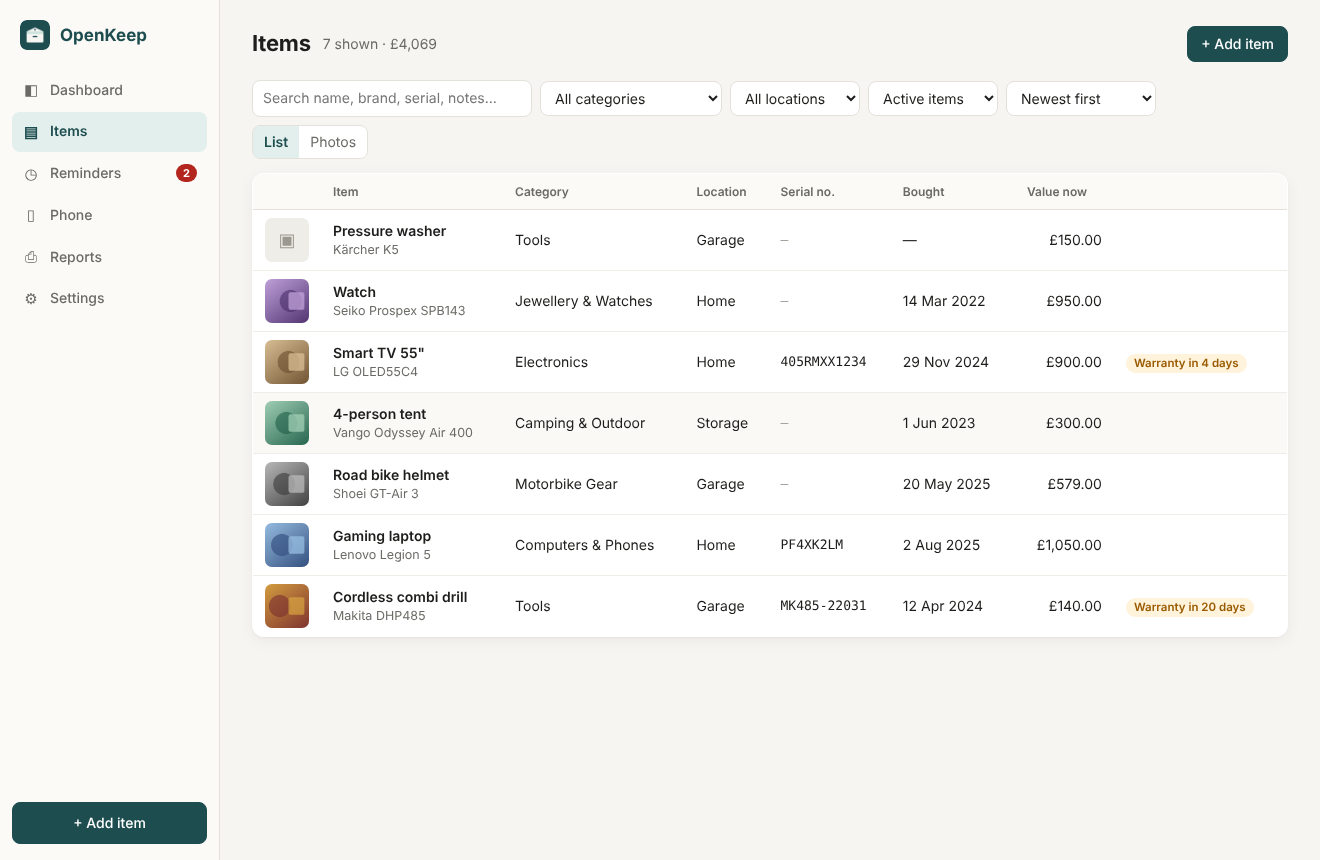 OpenKeep
Dashboard
Items
Reminders 2
Phone
Reports
Settings
+ Add item
Items 7 shown · £4,069
+ Add item
Search name, brand, serial, notes...
All categories
All locations
Active items
Newest first
List Photos
Item Category Location Serial no. Bought Value now
Pressure washer
Kärcher K5
Tools Garage – — £150.00
Watch
Seiko Prospex SPB143
Jewellery & Watches Home – 14 Mar 2022 £950.00
Smart TV 55"
LG OLED55C4
Electronics Home 405RMXX1234 29 Nov 2024 £900.00 Warranty in 4 days
4-person tent
Vango Odyssey Air 400
Camping & Outdoor Storage – 1 Jun 2023 £300.00
Road bike helmet
Shoei GT-Air 3
Motorbike Gear Garage – 20 May 2025 £579.00
Gaming laptop
Lenovo Legion 5
Computers & Phones Home PF4XK2LM 2 Aug 2025 £1,050.00
Cordless combi drill
Makita DHP485
Tools Garage MK485-22031 12 Apr 2024 £140.00 Warranty in 20 days